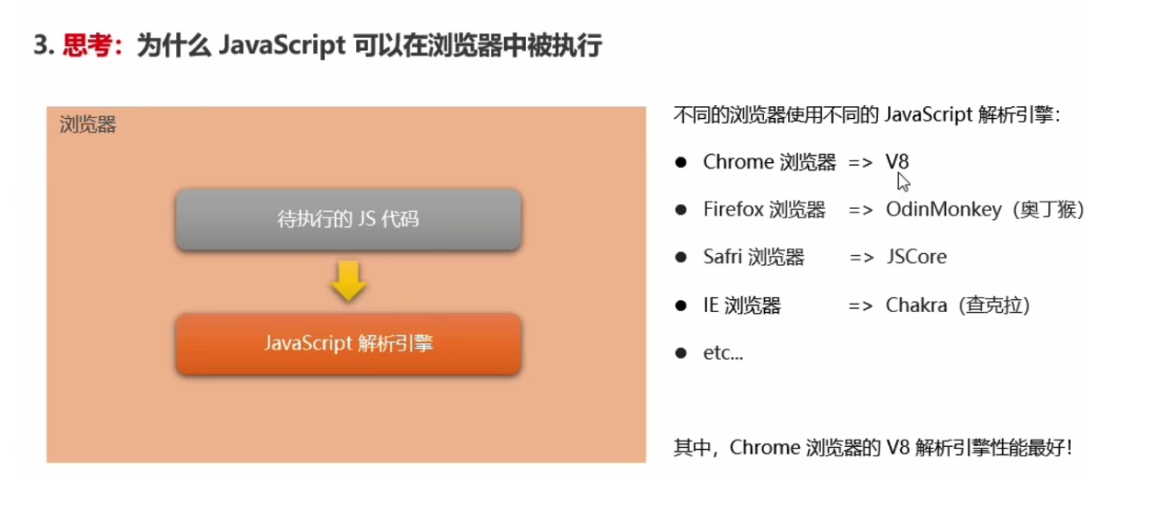 3. 思考：为什么 JavaScript 可以在浏览器中被执行
浏览器
待执行的 JS 代码
JavaScript 解析引擎
不同的浏览器使用不同的 JavaScript 解析引擎：
● Chrome 浏览器 => V8
● Firefox 浏览器 => OdinMonkey（奥丁猴）
● Safri 浏览器 => JSCore
● IE 浏览器 => Chakra（查克拉）
● etc...
其中，Chrome 浏览器的 V8 解析引擎性能最好！